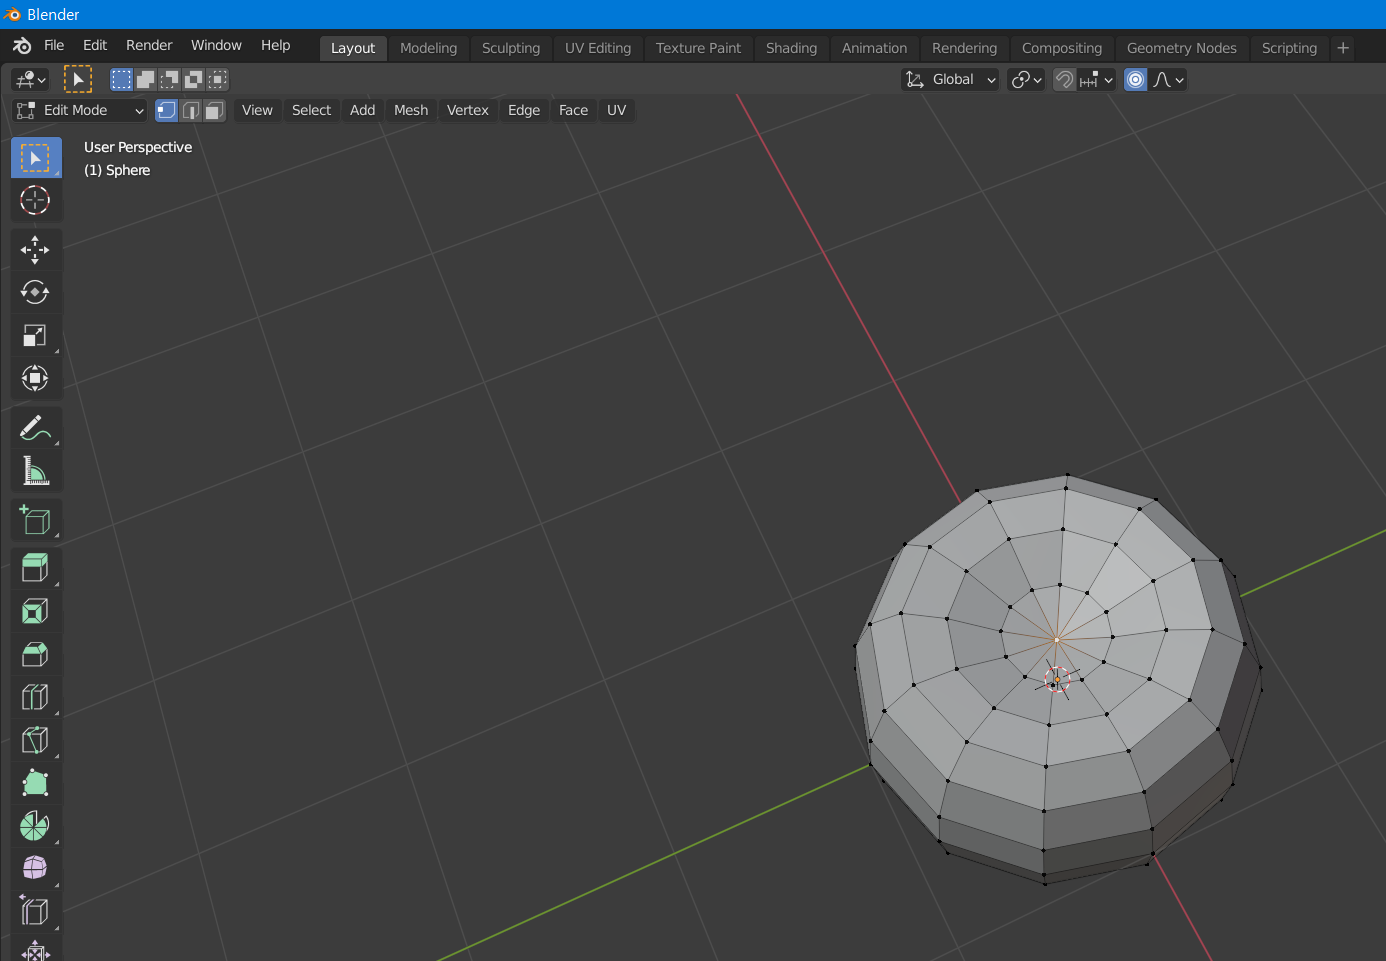 Blender
File Edit Render Window Help Layout Modeling Sculpting UV Editing Texture Paint Shading Animation Rendering Compositing Geometry Nodes Scripting +
Global
Edit Mode View Select Add Mesh Vertex Edge Face UV
User Perspective
(1) Sphere